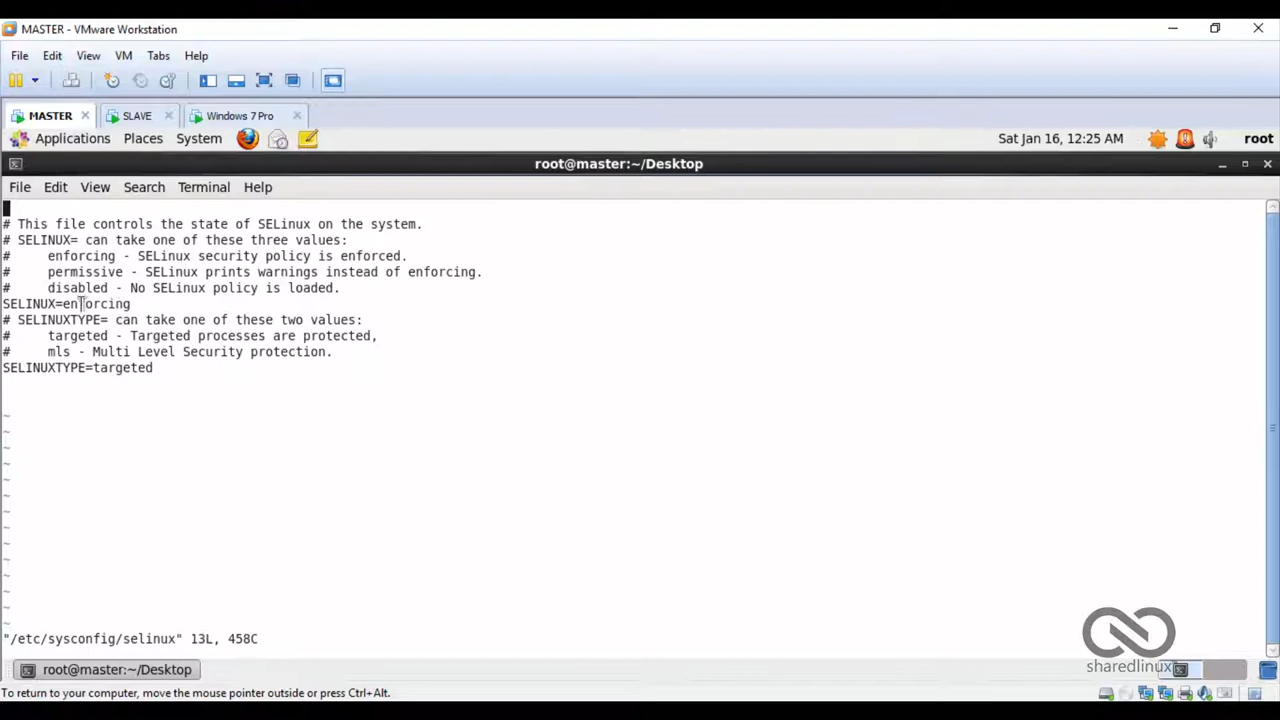 MASTER - VMware Workstation
File Edit View VM Tabs Help
MASTER SLAVE Windows 7 Pro
Applications Places System Sat Jan 16, 12:25 AM root
root@master:~/Desktop
File Edit View Search Terminal Help
# This file controls the state of SELinux on the system.
# SELINUX= can take one of these three values:
#     enforcing - SELinux security policy is enforced.
#     permissive - SELinux prints warnings instead of enforcing.
#     disabled - No SELinux policy is loaded.
SELINUX=enforcing
# SELINUXTYPE= can take one of these two values:
#     targeted - Targeted processes are protected,
#     mls - Multi Level Security protection.
SELINUXTYPE=targeted
~
~
~
~
~
~
~
~
~
~
~
~
~
"/etc/sysconfig/selinux" 13L, 458C
sharedlinux
root@master:~/Desktop
To return to your computer, move the mouse pointer outside or press Ctrl+Alt.